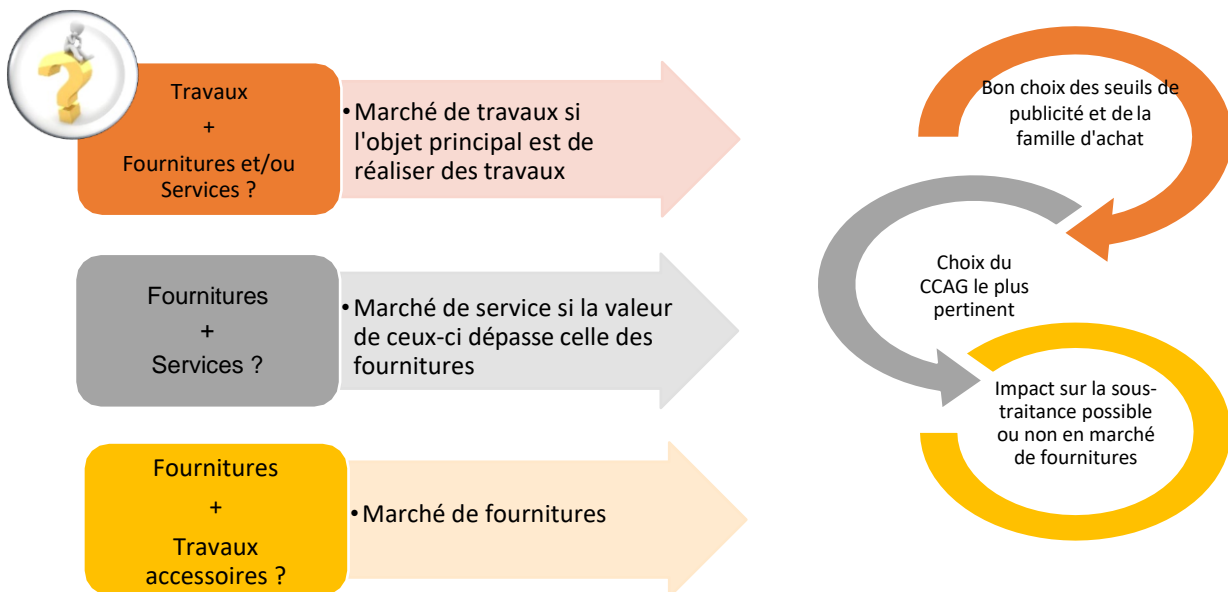 Travaux
+
Fournitures et/ou
Services ?
• Marché de travaux si
l'objet principal est de
réaliser des travaux
Fournitures
+
Services ?
• Marché de service si la valeur
de ceux-ci dépasse celle des
fournitures
Fournitures
+
Travaux
accessoires ?
• Marché de fournitures
Bon choix des seuils de
publicité et de la
famille d'achat
Choix du
CCAG le plus
pertinent
Impact sur la sous-
traitance possible
ou non en marché
de fournitures